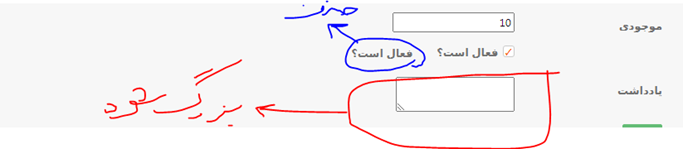 حذف
موجودی 10
فعال است؟ فعال است؟
یادداشت
بزرگ شود